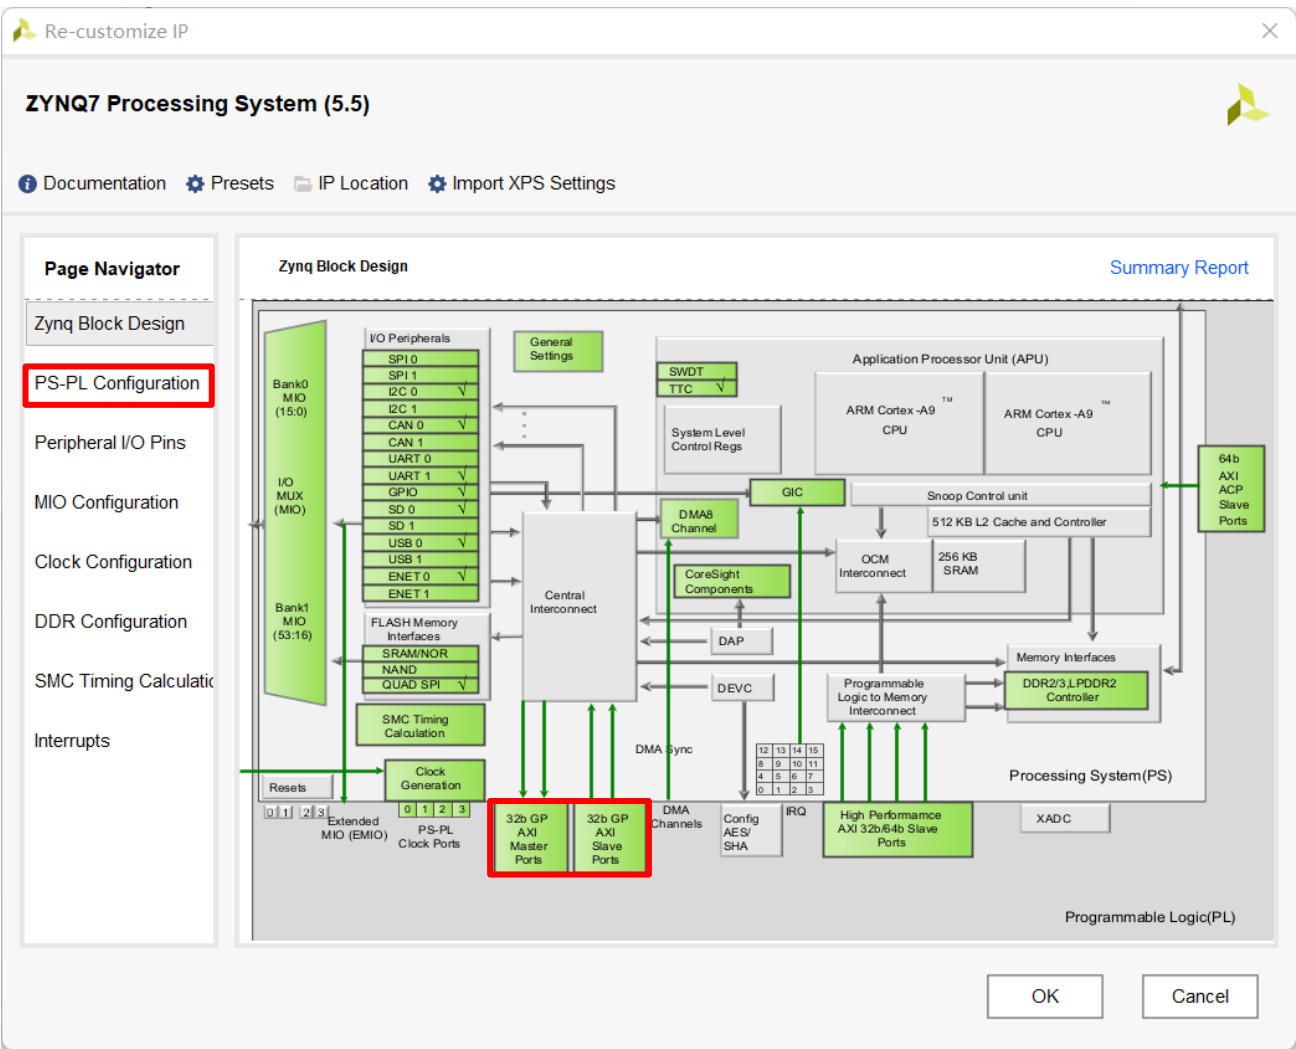 Re-customize IP
ZYNQ7 Processing System (5.5)
Documentation Presets IP Location Import XPS Settings
Page Navigator
Zynq Block Design
PS-PL Configuration
Peripheral I/O Pins
MIO Configuration
Clock Configuration
DDR Configuration
SMC Timing Calculatio
Interrupts
Zynq Block Design
Summary Report
Bank0
MIO
(15:0)
I/O
MUX
(MIO)
Bank1
MIO
(53:16)
I/O Peripherals
SPI 0
SPI 1
I2C 0 √
I2C 1
CAN 0 √
CAN 1
UART 0
UART 1 √
GPIO √
SD 0 √
SD 1
USB 0 √
USB 1
ENET 0 √
ENET 1
FLASH Memory
Interfaces
SRAM/NOR
NAND
QUAD SPI √
SMC Timing
Calculation
General
Settings
Application Processor Unit (APU)
SWDT
TTC √
System Level
Control Regs
ARM Cortex -A9 ™
CPU
ARM Cortex -A9 ™
CPU
GIC
Snoop Control unit
512 KB L2 Cache and Controller
DMA8
Channel
OCM
Interconnect
256 KB
SRAM
CoreSight
Components
Central
Interconnect
DAP
DEVC
Programmable
Logic to Memory
Interconnect
Memory Interfaces
DDR2/3,LPDDR2
Controller
64b
AXI
ACP
Slave
Ports
DMA Sync
12 13 14 15
8 9 10 11
4 5 6 7
0 1 2 3
Processing System(PS)
Resets
Clock
Generation
0 1 2 3
0 1 2 3
Extended
MIO (EMIO)
PS-PL
Clock Ports
32b GP
AXI
Master
Ports
32b GP
AXI
Slave
Ports
DMA
Channels
Config
AES/
SHA
IRQ
High Performamce
AXI 32b/64b Slave
Ports
XADC
Programmable Logic(PL)
OK
Cancel